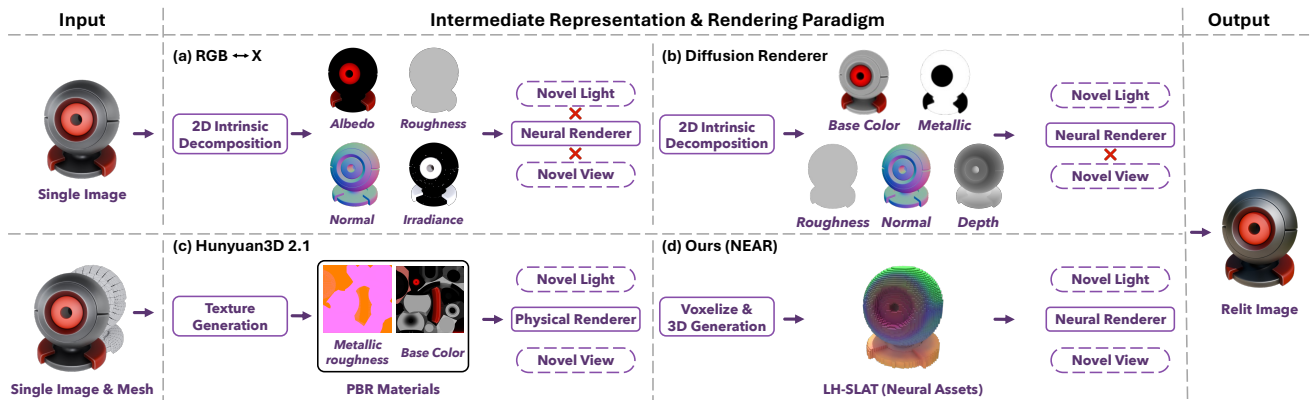 Input
Intermediate Representation & Rendering Paradigm
Output
(a) RGB ↔ X
Single Image
2D Intrinsic
Decomposition
Albedo
Roughness
Normal
Irradiance
Novel Light
Neural Renderer
Novel View
(b) Diffusion Renderer
2D Intrinsic
Decomposition
Base Color
Metallic
Roughness
Normal
Depth
Novel Light
Neural Renderer
Novel View
(c) Hunyuan3D 2.1
Single Image & Mesh
Texture
Generation
Metallic
roughness
Base Color
PBR Materials
Novel Light
Physical Renderer
Novel View
(d) Ours (NEAR)
Voxelize &
3D Generation
LH-SLAT (Neural Assets)
Novel Light
Neural Renderer
Novel View
Relit Image